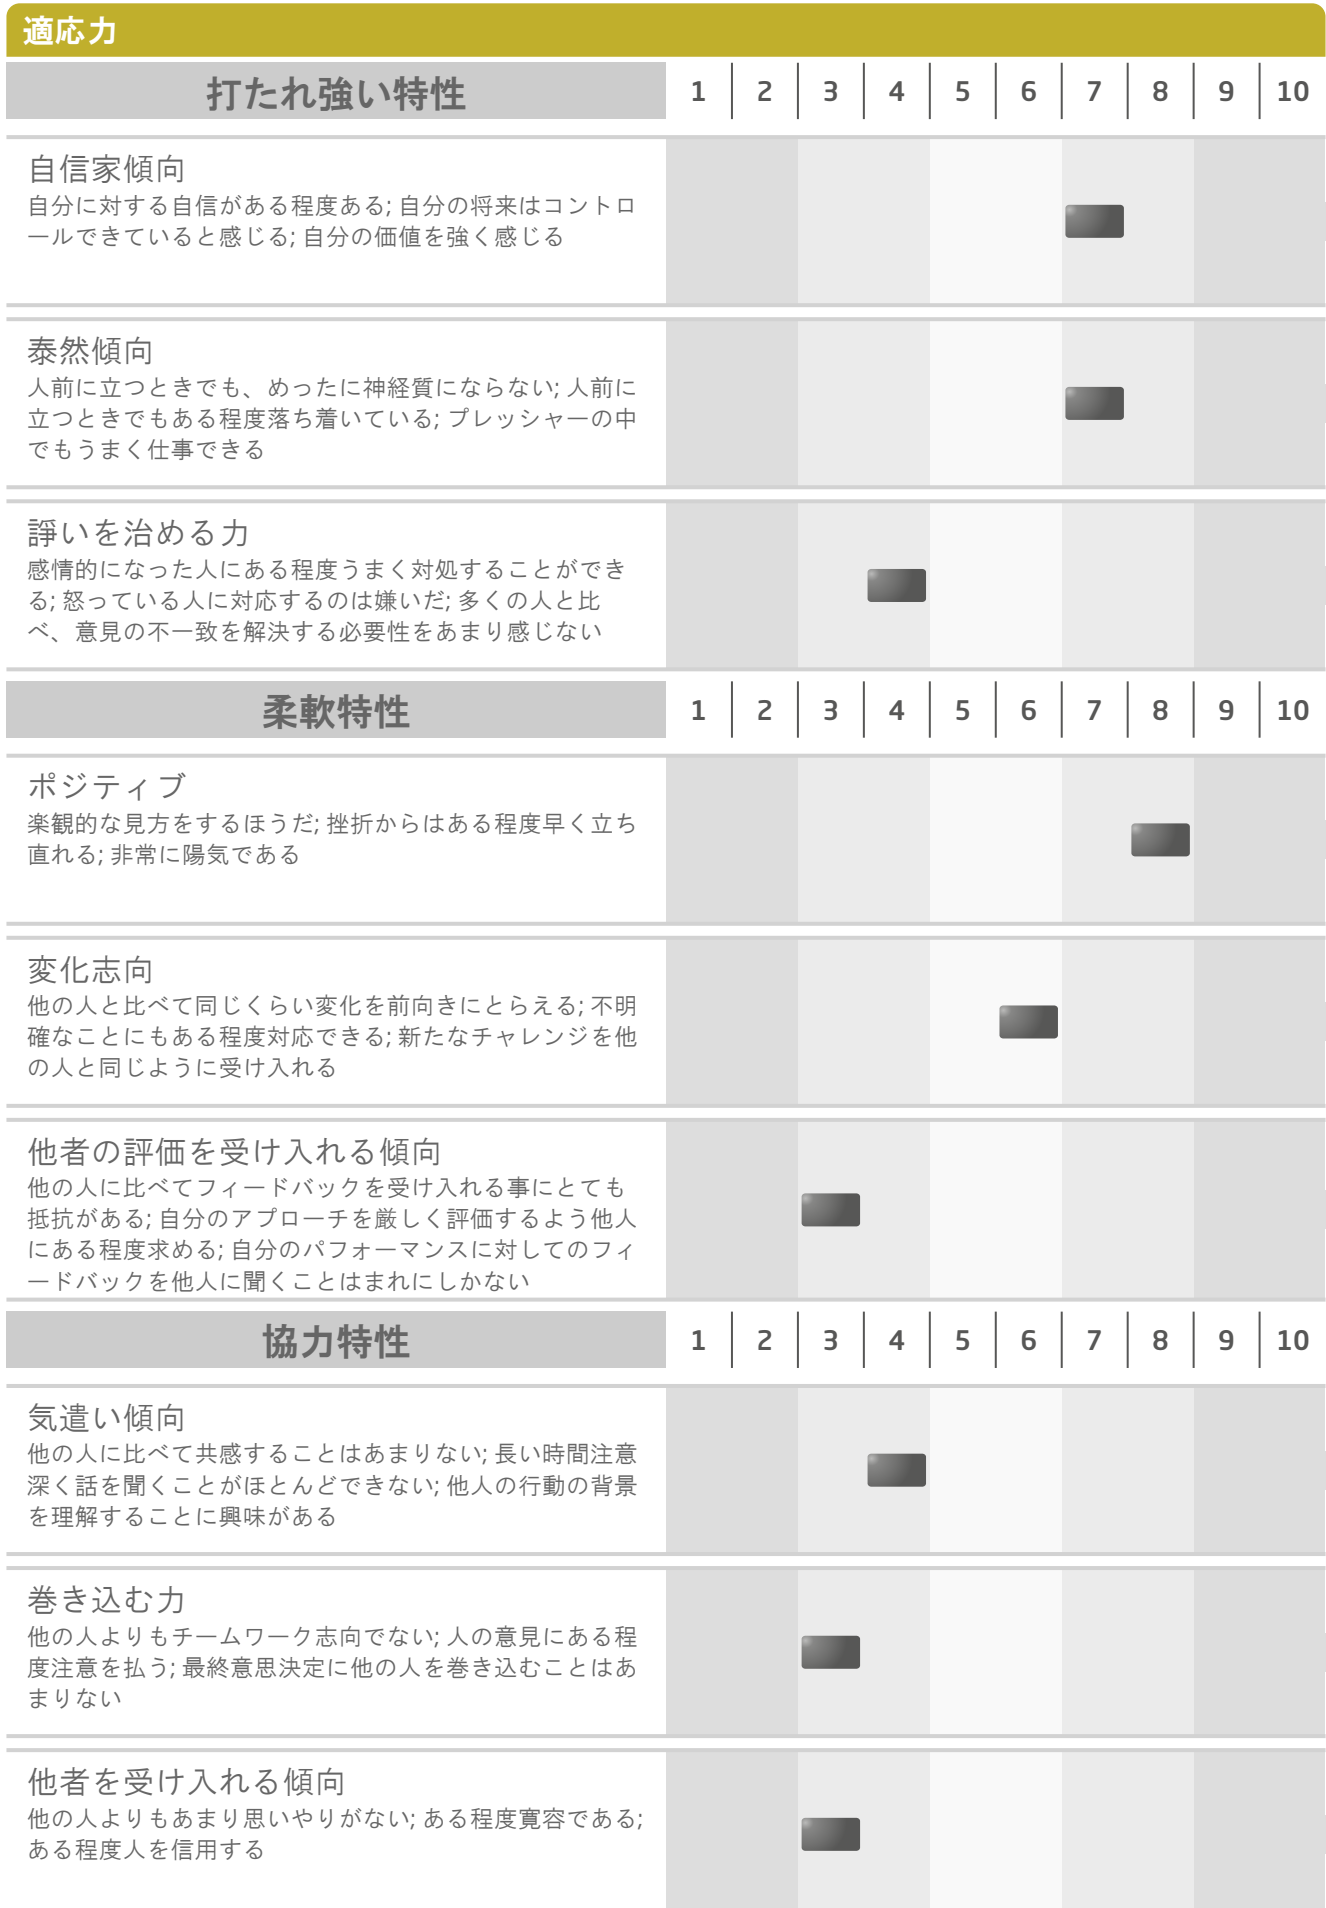 適応力
打たれ強い特性 1 2 3 4 5 6 7 8 9 10
自信家傾向
自分に対する自信がある程度ある; 自分の将来はコントロ
ールできていると感じる; 自分の価値を強く感じる
泰然傾向
人前に立つときでも、めったに神経質にならない; 人前に
立つときでもある程度落ち着いている; プレッシャーの中
でもうまく仕事できる
諍いを治める力
感情的になった人にある程度うまく対処することができ
る; 怒っている人に対応するのは嫌いだ; 多くの人と比
べ、意見の不一致を解決する必要性をあまり感じない
柔軟特性 1 2 3 4 5 6 7 8 9 10
ポジティブ
楽観的な見方をするほうだ; 挫折からはある程度早く立ち
直れる; 非常に陽気である
変化志向
他の人と比べて同じくらい変化を前向きにとらえる; 不明
確なことにもある程度対応できる; 新たなチャレンジを他
の人と同じように受け入れる
他者の評価を受け入れる傾向
他の人に比べてフィードバックを受け入れる事にとても
抵抗がある; 自分のアプローチを厳しく評価するよう他人
にある程度求める; 自分のパフォーマンスに対してのフィ
ードバックを他人に聞くことはまれにしかない
協力特性 1 2 3 4 5 6 7 8 9 10
気遣い傾向
他の人に比べて共感することはあまりない; 長い時間注意
深く話を聞くことがほとんどできない; 他人の行動の背景
を理解することに興味がある
巻き込む力
他の人よりもチームワーク志向でない; 人の意見にある程
度注意を払う; 最終意思決定に他の人を巻き込むことはあ
まりない
他者を受け入れる傾向
他の人よりもあまり思いやりがない; ある程度寛容である;
ある程度人を信用する